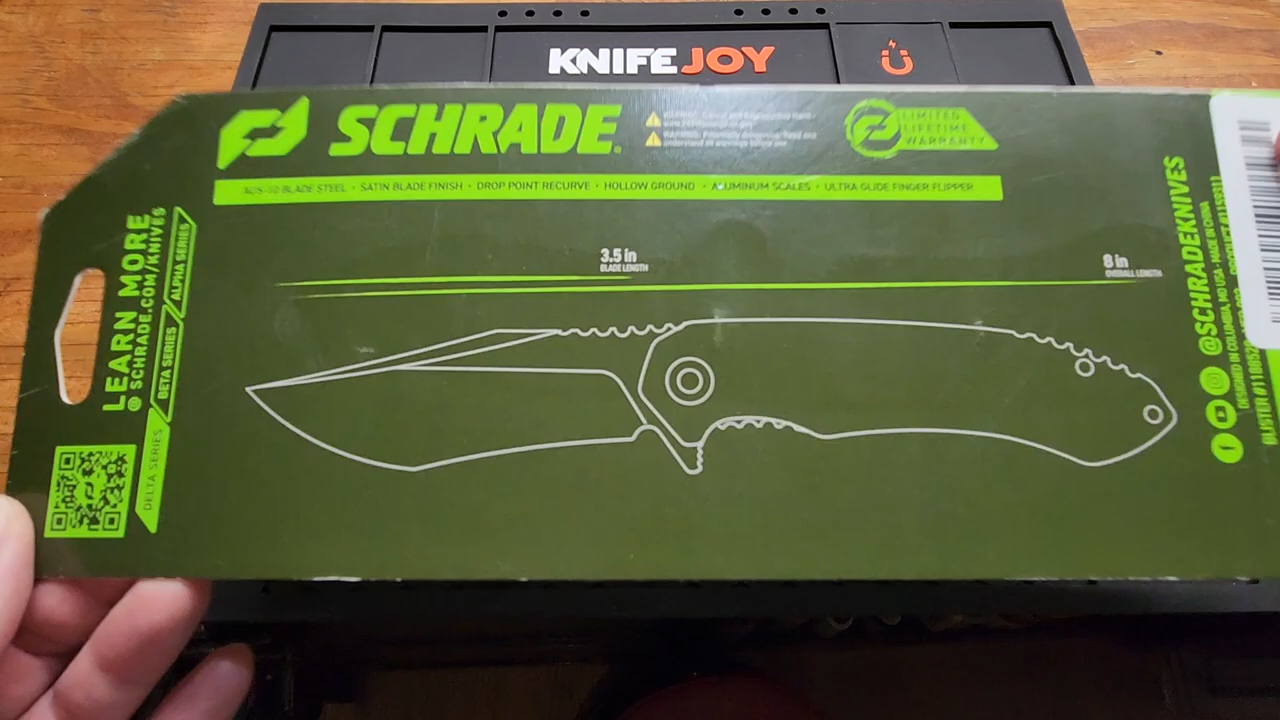 KNIFEJOY
SCHRADE.
LIMITED
LIFETIME
WARRANTY
AUS-10 BLADE STEEL • SATIN BLADE FINISH • DROP POINT RECURVE • HOLLOW GROUND • ALUMINUM SCALES • ULTRA GLIDE FINGER FLIPPER
LEARN MORE
@ SCHRADE.COM/KNIVES
ALPHA SERIES
BETA SERIES
DELTA SERIES
3.5 in
BLADE LENGTH
8 in
OVERALL LENGTH
@SCHRADEKNIVES
DESIGNED IN COLUMBIA, MO USA • MADE IN CHINA